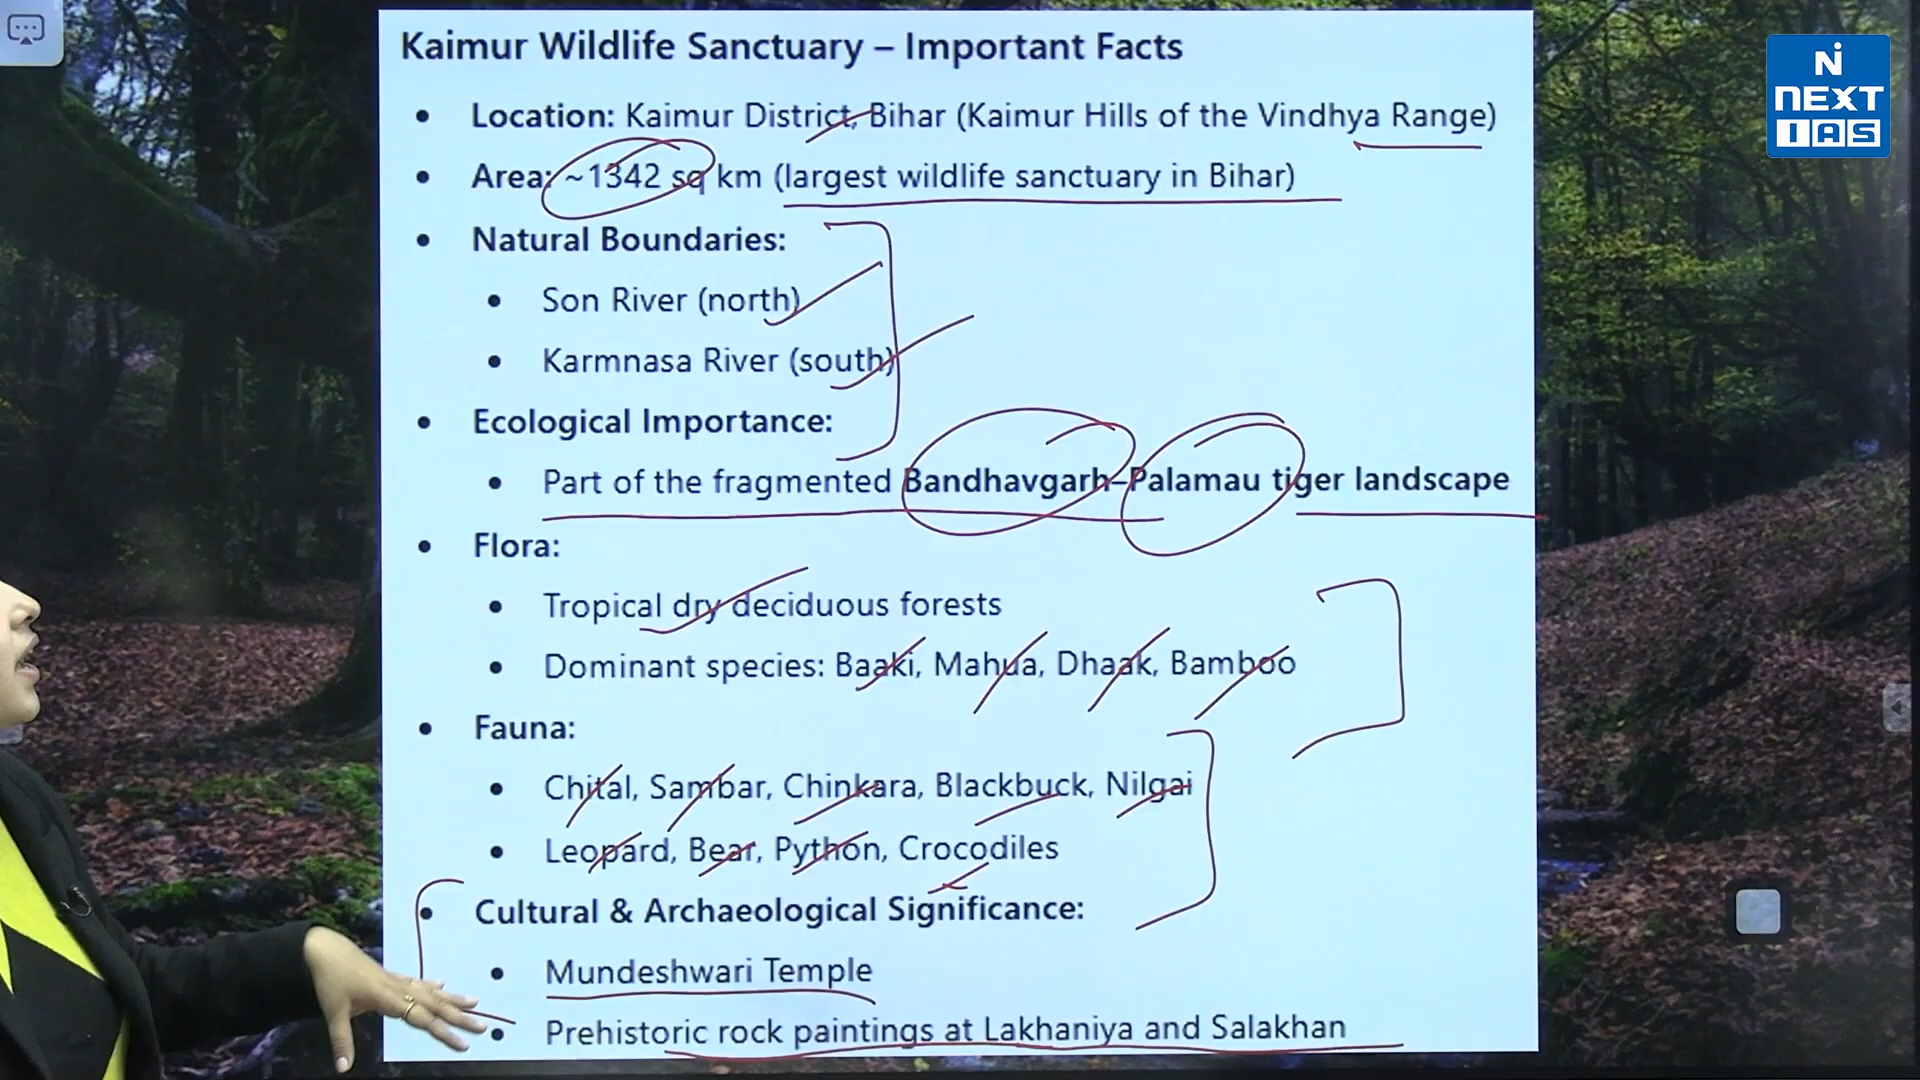 Kaimur Wildlife Sanctuary – Important Facts
NEXT
IAS
• Location: Kaimur District, Bihar (Kaimur Hills of the Vindhya Range)
• Area: ~1342 sq km (largest wildlife sanctuary in Bihar)
• Natural Boundaries:
• Son River (north)
• Karmnasa River (south)
• Ecological Importance:
• Part of the fragmented Bandhavgarh–Palamau tiger landscape
• Flora:
• Tropical dry deciduous forests
• Dominant species: Baaki, Mahua, Dhaak, Bamboo
• Fauna:
• Chital, Sambar, Chinkara, Blackbuck, Nilgai
• Leopard, Bear, Python, Crocodiles
• Cultural & Archaeological Significance:
• Mundeshwari Temple
• Prehistoric rock paintings at Lakhaniya and Salakhan